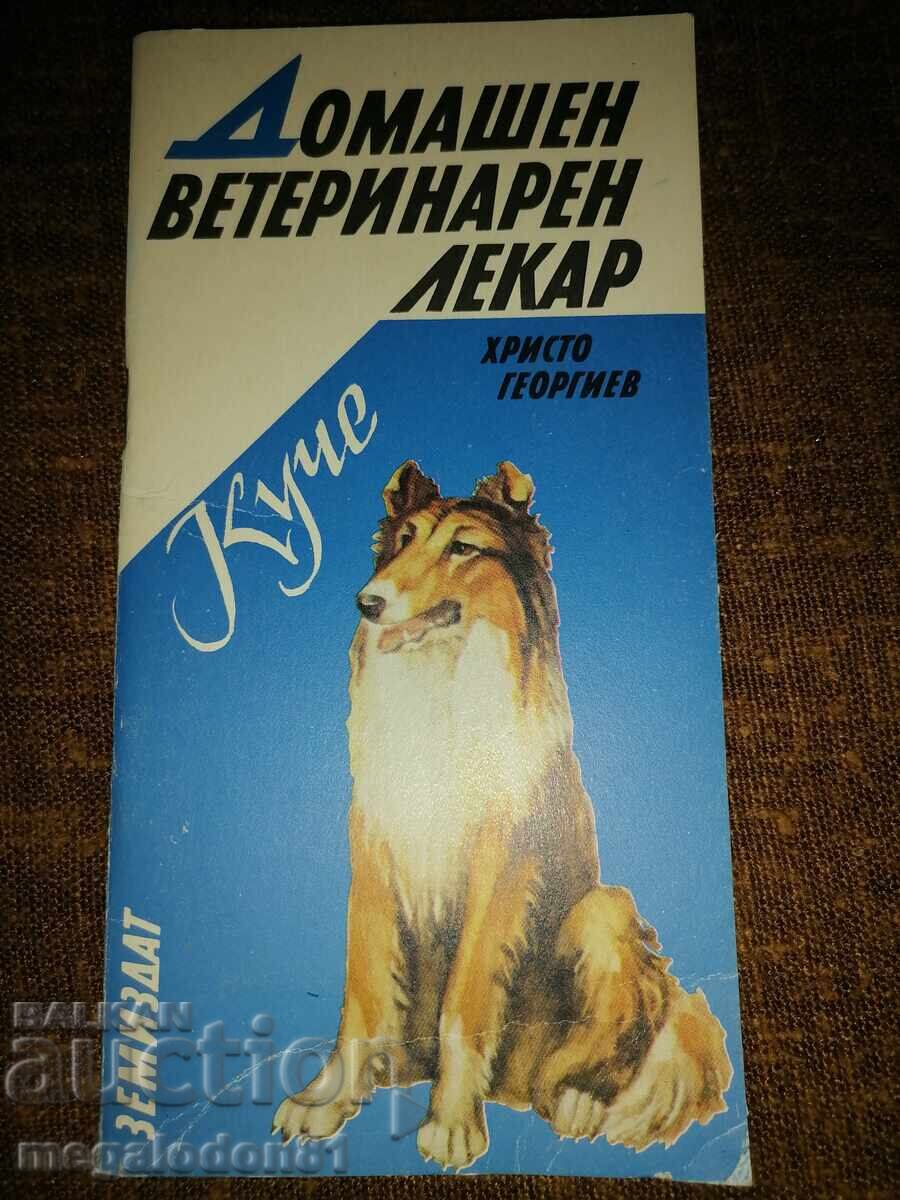 ДОМАШЕН
ВЕТЕРИНАРЕН
ЛЕКАР
ХРИСТО
ГЕОРГИЕВ
Куче
ЗЕМИЗДАТ
BALKAN
auction
megalodon81